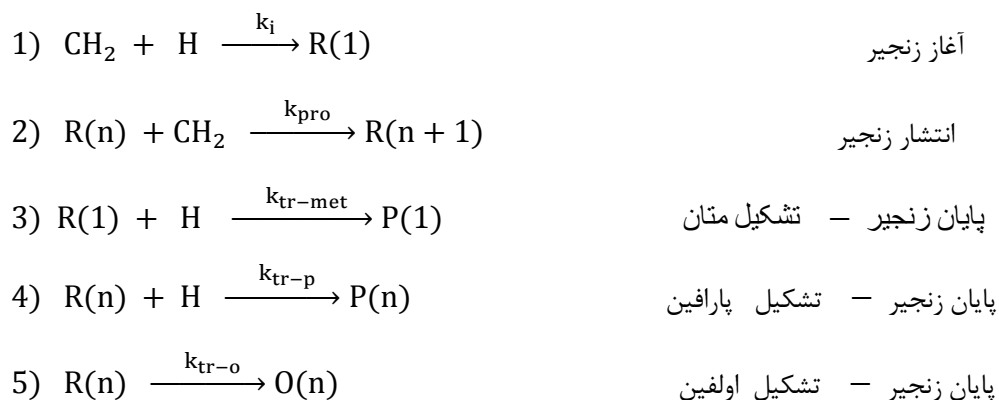 1) CH₂ + H —kᵢ→ R(1) آغاز زنجیر
2) R(n) + CH₂ —k_pro→ R(n + 1) انتشار زنجیر
3) R(1) + H —k_tr−met→ P(1) پایان زنجیر – تشکیل متان
4) R(n) + H —k_tr−p→ P(n) پایان زنجیر – تشکیل پارافین
5) R(n) —k_tr−o→ O(n) پایان زنجیر – تشکیل اولفین